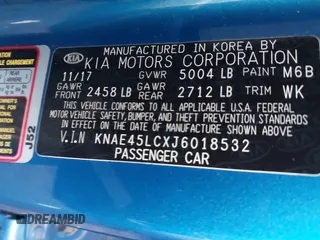 MANUFACTURED IN KOREA BY
KIA KIA MOTORS CORPORATION
11/17 GVWR 5004 LB PAINT M6B
GAWR GAWR
FRONT 2458 LB REAR 2712 LB TRIM WK
THIS VEHICLE CONFORMS TO ALL APPLICABLE FEDERAL
MOTOR VEHICLE SAFETY, BUMPER, AND THEFT PREVENTION
STANDARDS IN EFFECT ON THE DATE OF
MANUFACTURE SHOWN ABOVE.
V.I.N KNAE45LCXJ6018532
PASSENGER CAR
J52
DREAMBID